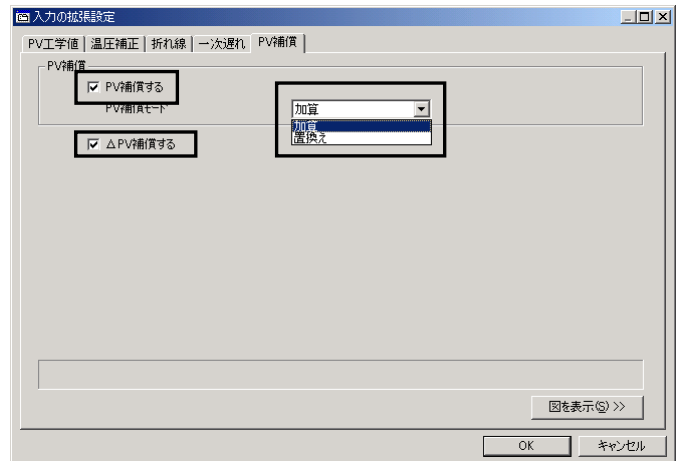 入力の拡張設定
PV工学値 温圧補正 折れ線 一次遅れ PV補償
PV補償
PV補償する
PV補償モード 加算
加算
置換え
△PV補償する
図を表示(S) >>
OK キャンセル